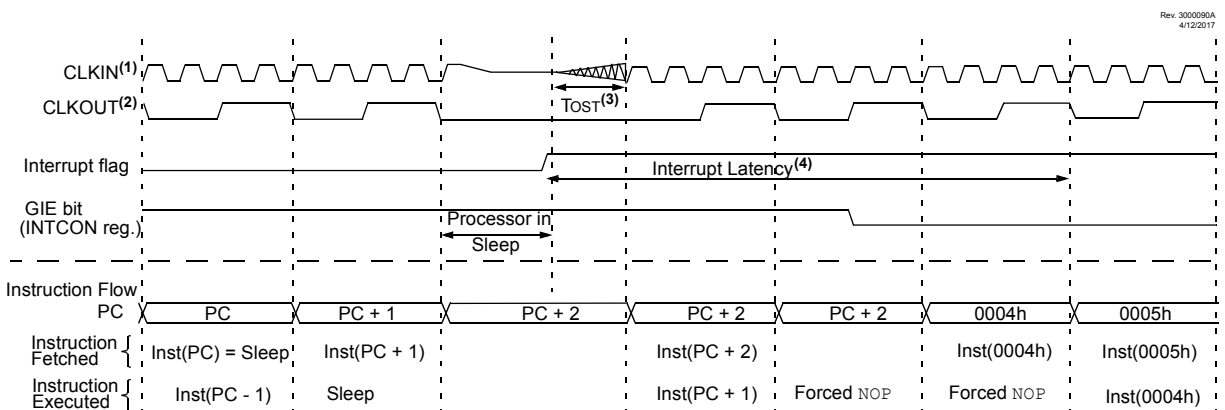 Rev. 3000090A
4/12/2017
CLKIN(1)
CLKOUT(2)
TOST(3)
Interrupt flag
Interrupt Latency(4)
GIE bit
(INTCON reg.)
Processor in
Sleep
Instruction Flow
PC PC PC + 1 PC + 2 PC + 2 PC + 2 0004h 0005h
Instruction
Fetched { Inst(PC) = Sleep Inst(PC + 1) Inst(PC + 2) Inst(0004h) Inst(0005h)
Instruction
Executed { Inst(PC - 1) Sleep Inst(PC + 1) Forced NOP Forced NOP Inst(0004h)